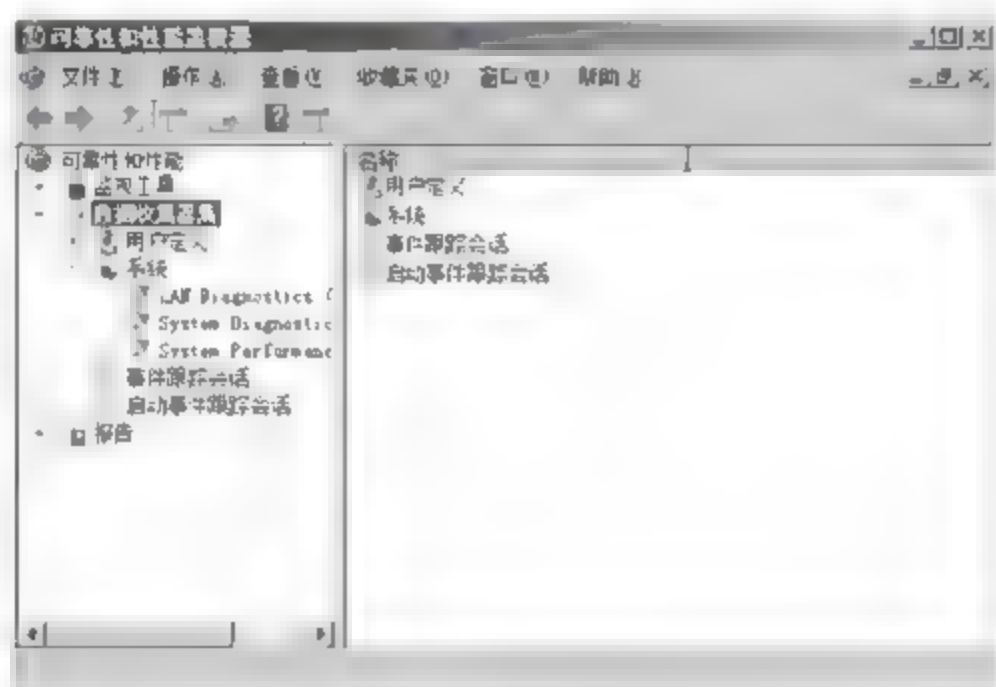 可靠性和性能监视器
文件(F) 操作(A) 查看(V) 收藏夹(O) 窗口(W) 帮助(H)
可靠性和性能
监视工具
数据收集器集
用户定义
系统
LAN Diagnostics (
System Diagnostic
System Performanc
事件跟踪会话
启动事件跟踪会话
报告
名称
用户定义
系统
事件跟踪会话
启动事件跟踪会话